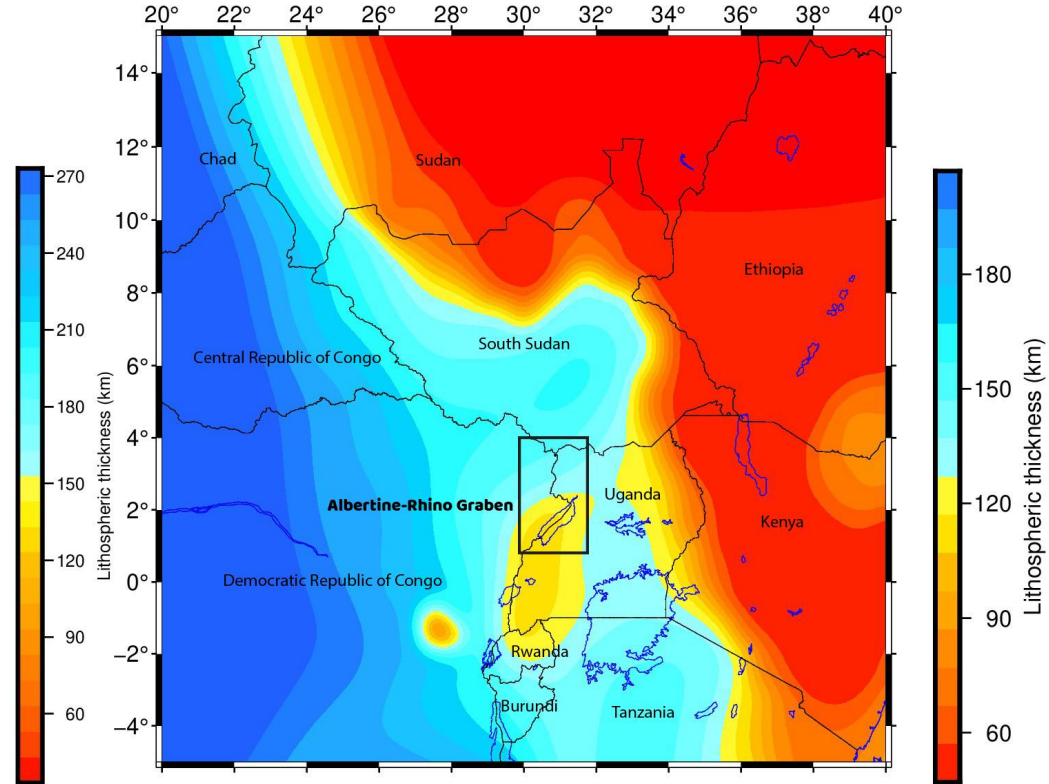 20° 22° 24° 26° 28° 30° 32° 34° 36° 38° 40°
14°
12°
10°
8°
6°
4°
2°
0°
−2°
−4°
Chad
Sudan
Ethiopia
South Sudan
Central Republic of Congo
Albertine-Rhino Graben
Uganda
Kenya
Democratic Republic of Congo
Rwanda
Burundi
Tanzania
270
240
210
180
150
120
90
60
Lithospheric thickness (km)
180
150
120
90
60
Lithospheric thickness (km)